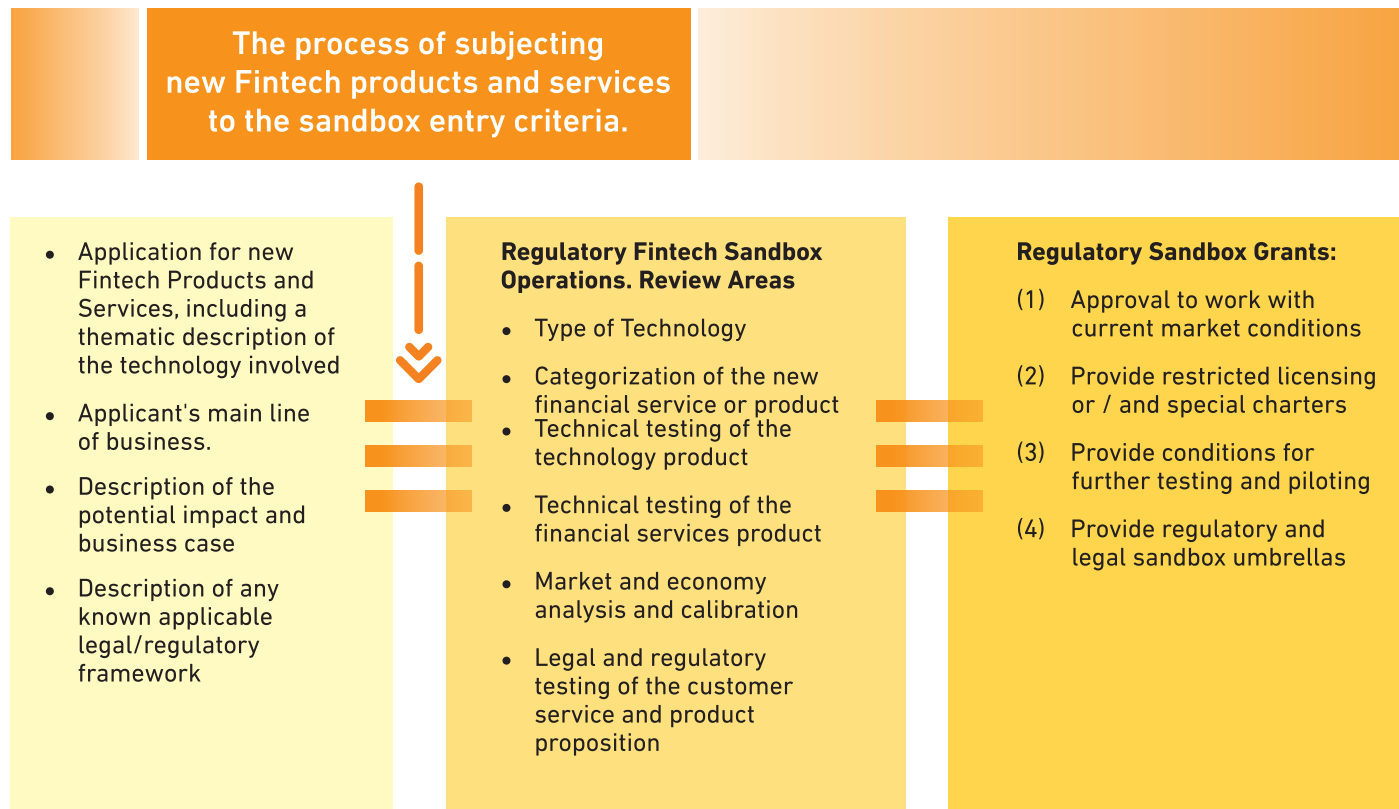 The process of subjecting
new Fintech products and services
to the sandbox entry criteria.
• Application for new
Fintech Products and
Services, including a
thematic description of
the technology involved
• Applicant's main line
of business.
• Description of the
potential impact and
business case
• Description of any
known applicable
legal/regulatory
framework
Regulatory Fintech Sandbox
Operations. Review Areas
• Type of Technology
• Categorization of the new
financial service or product
• Technical testing of the
technology product
• Technical testing of the
financial services product
• Market and economy
analysis and calibration
• Legal and regulatory
testing of the customer
service and product
proposition
Regulatory Sandbox Grants:
(1) Approval to work with
current market conditions
(2) Provide restricted licensing
or / and special charters
(3) Provide conditions for
further testing and piloting
(4) Provide regulatory and
legal sandbox umbrellas